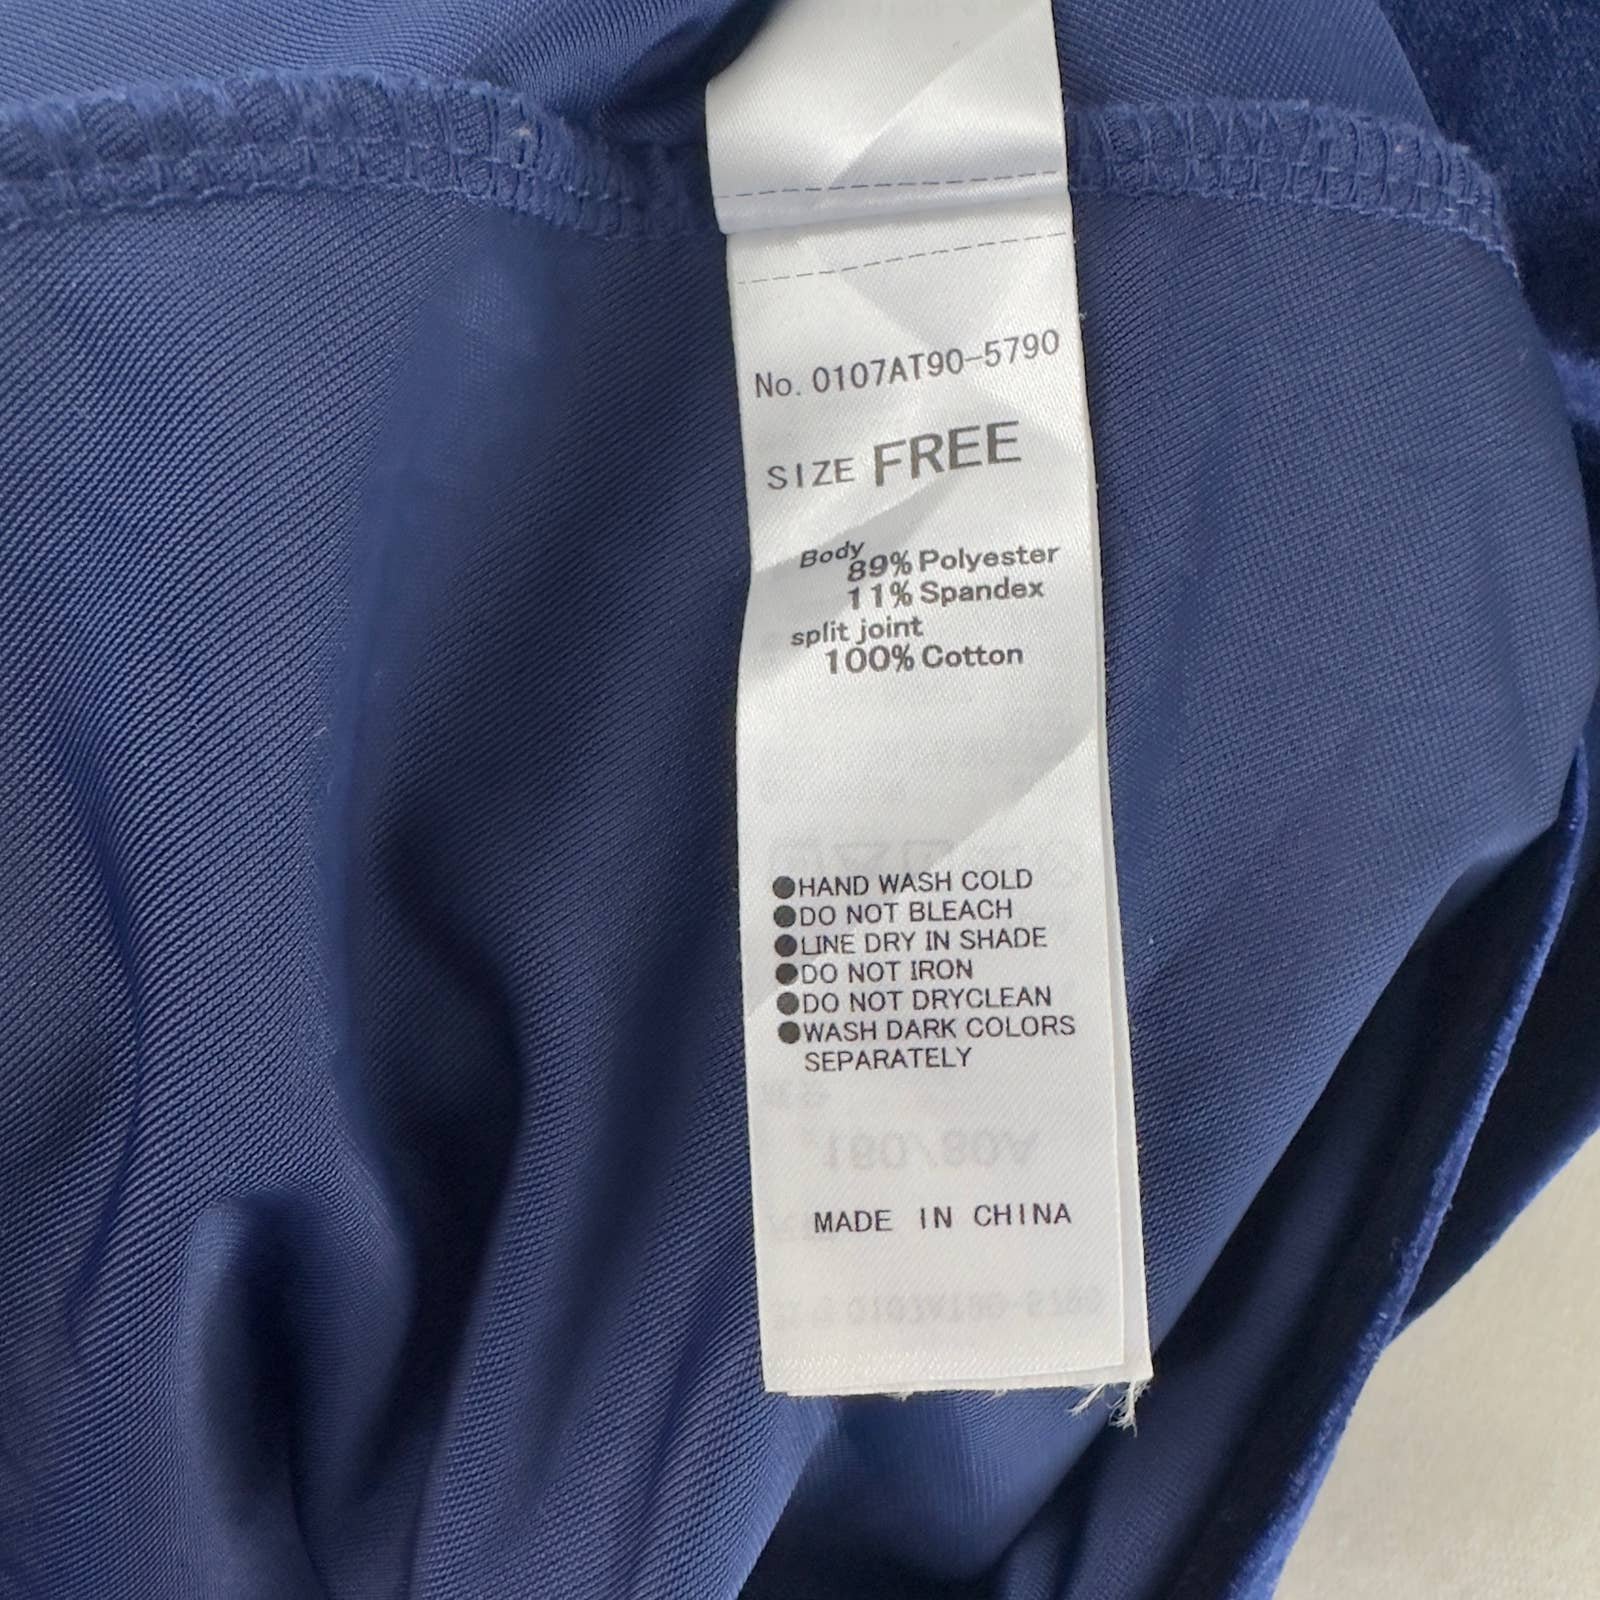 No. 0107AT90-5790
SIZE FREE
Body
89% Polyester
11% Spandex
split joint
100% Cotton
●HAND WASH COLD
●DO NOT BLEACH
●LINE DRY IN SHADE
●DO NOT IRON
●DO NOT DRYCLEAN
●WASH DARK COLORS
SEPARATELY
MADE IN CHINA